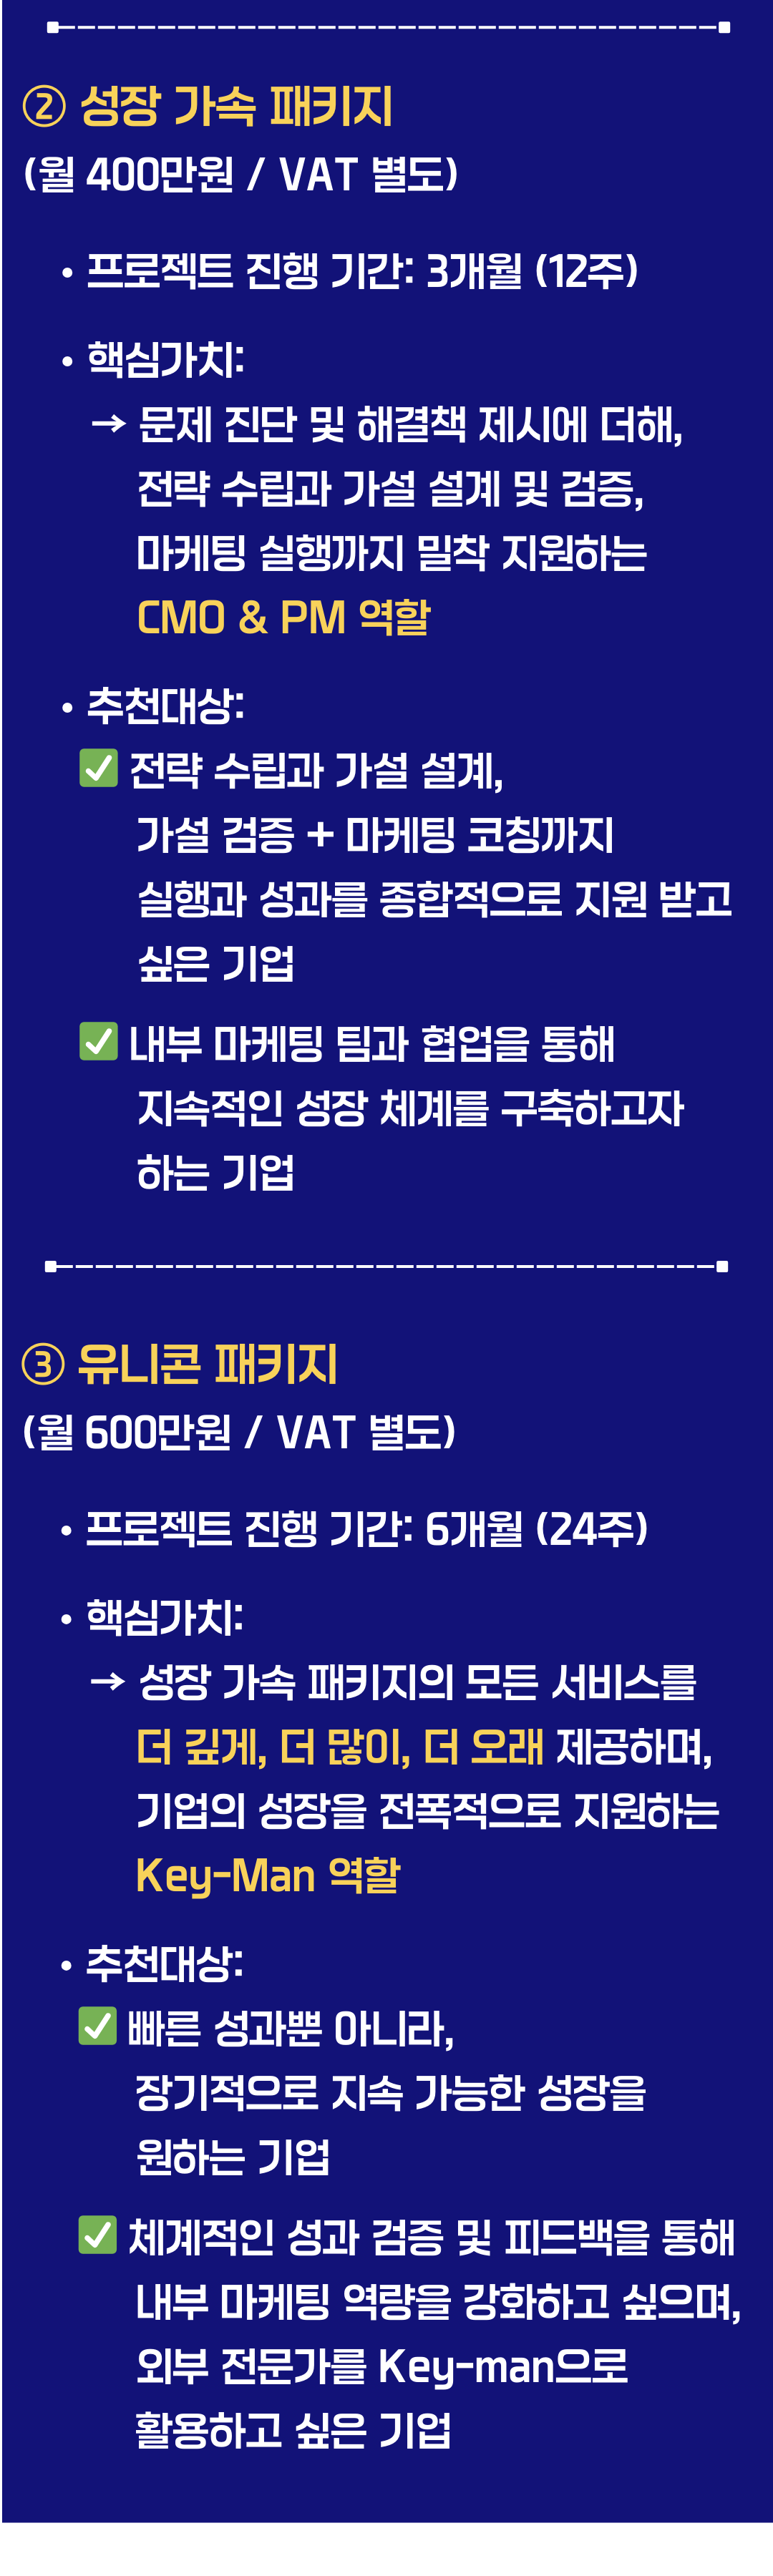 ② 성장 가속 패키지
(월 400만원 / VAT 별도)
• 프로젝트 진행 기간: 3개월 (12주)
• 핵심가치:
→ 문제 진단 및 해결책 제시에 더해,
전략 수립과 가설 설계 및 검증,
마케팅 실행까지 밀착 지원하는
CMO & PM 역할
• 추천대상:
✅ 전략 수립과 가설 설계,
가설 검증 + 마케팅 코칭까지
실행과 성과를 종합적으로 지원 받고
싶은 기업
✅ 내부 마케팅 팀과 협업을 통해
지속적인 성장 체계를 구축하고자
하는 기업
③ 유니콘 패키지
(월 600만원 / VAT 별도)
• 프로젝트 진행 기간: 6개월 (24주)
• 핵심가치:
→ 성장 가속 패키지의 모든 서비스를
더 깊게, 더 많이, 더 오래 제공하며,
기업의 성장을 전폭적으로 지원하는
Key-Man 역할
• 추천대상:
✅ 빠른 성과뿐 아니라,
장기적으로 지속 가능한 성장을
원하는 기업
✅ 체계적인 성과 검증 및 피드백을 통해
내부 마케팅 역량을 강화하고 싶으며,
외부 전문가를 Key-man으로
활용하고 싶은 기업